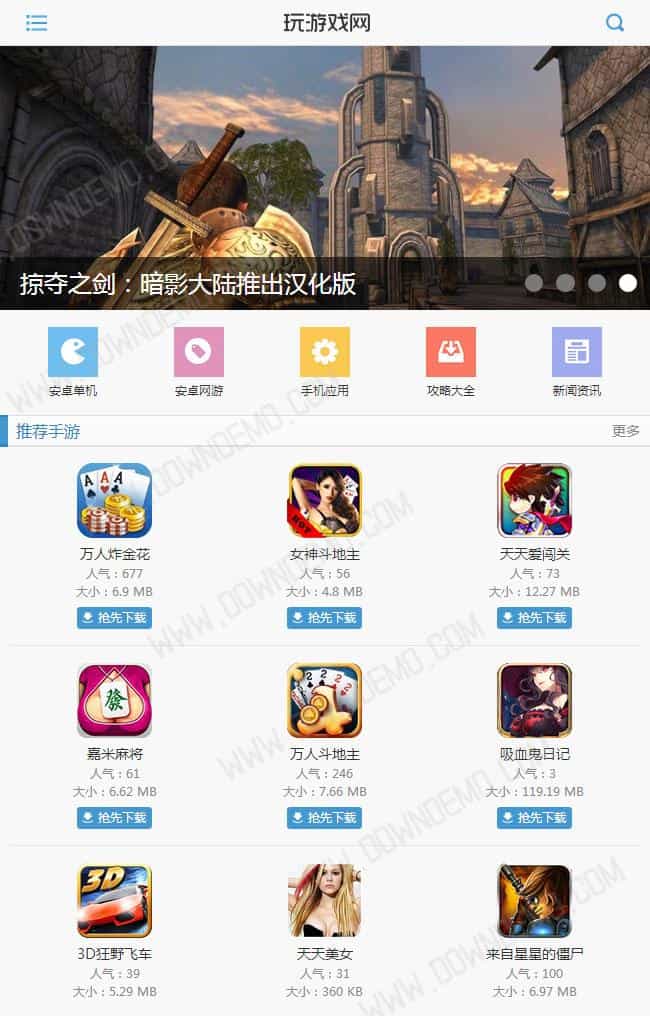 玩游戏网
掠夺之剑：暗影大陆推出汉化版
安卓单机 安卓网游 手机应用 攻略大全 新闻资讯
推荐手游 更多
A A A
HOT
万人炸金花 女神斗地主 天天爱闯关
人气：677 人气：56 人气：73
大小：6.9 MB 大小：4.8 MB 大小：12.27 MB
抢先下载 抢先下载 抢先下载
發
2 2 2 2
嘉米麻将 万人斗地主 吸血鬼日记
人气：61 人气：246 人气：3
大小：6.62 MB 大小：7.66 MB 大小：119.19 MB
抢先下载 抢先下载 抢先下载
3D
3D狂野飞车 天天美女 来自星星的僵尸
人气：39 人气：31 人气：100
大小：5.29 MB 大小：360 KB 大小：6.97 MB
WWW.DOWNDEMO.COM